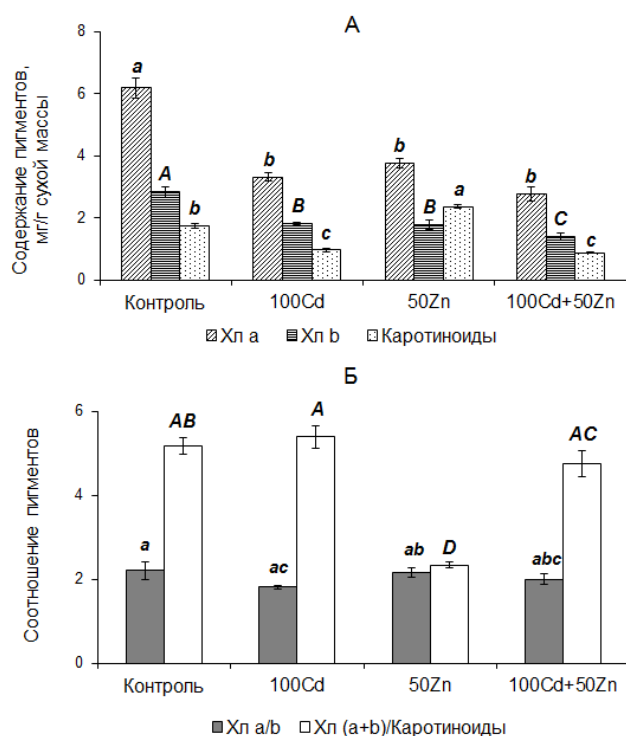 А
Содержание пигментов,
мг/г сухой массы
8
6
4
2
0
a
A
b
b
B
c
b
B
a
b
C
c
Контроль
100Cd
50Zn
100Cd+50Zn
Хл a
Хл b
Каротиноиды
Б
Соотношение пигментов
6
5
2
0
a
AB
ac
A
ab
D
abc
AC
Контроль
100Cd
50Zn
100Cd+50Zn
Хл a/b
Хл (a+b)/Каротиноиды